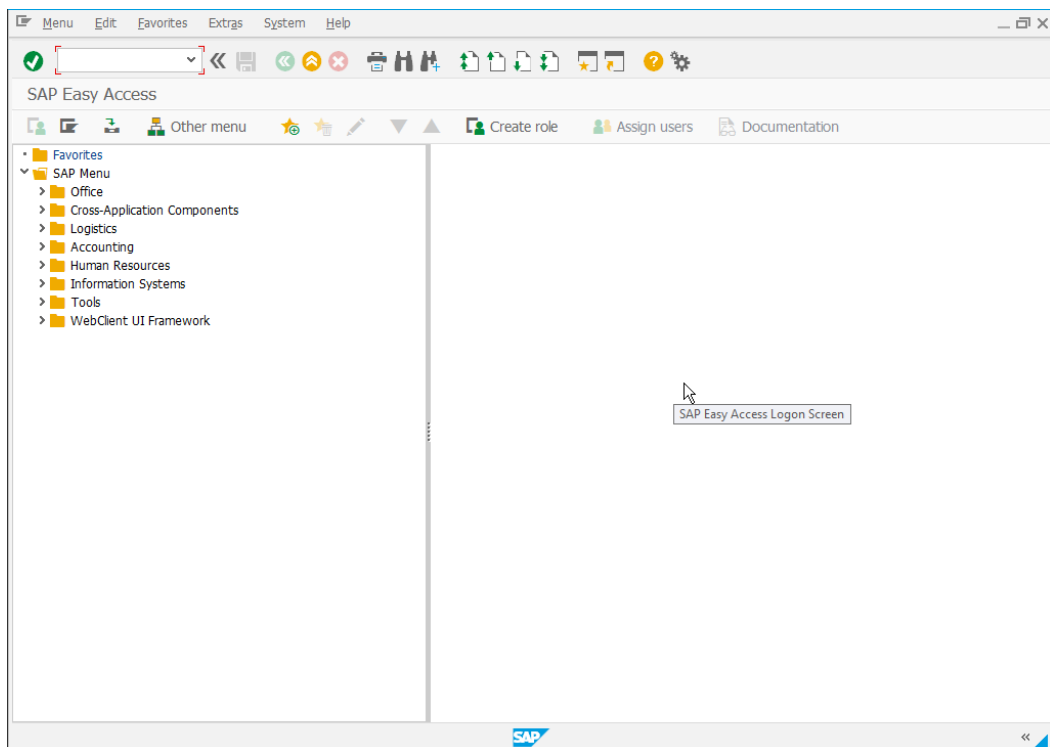 Menu Edit Favorites Extras System Help
SAP Easy Access
Other menu Create role Assign users Documentation
Favorites
SAP Menu
Office
Cross-Application Components
Logistics
Accounting
Human Resources
Information Systems
Tools
WebClient UI Framework
SAP Easy Access Logon Screen
SAP